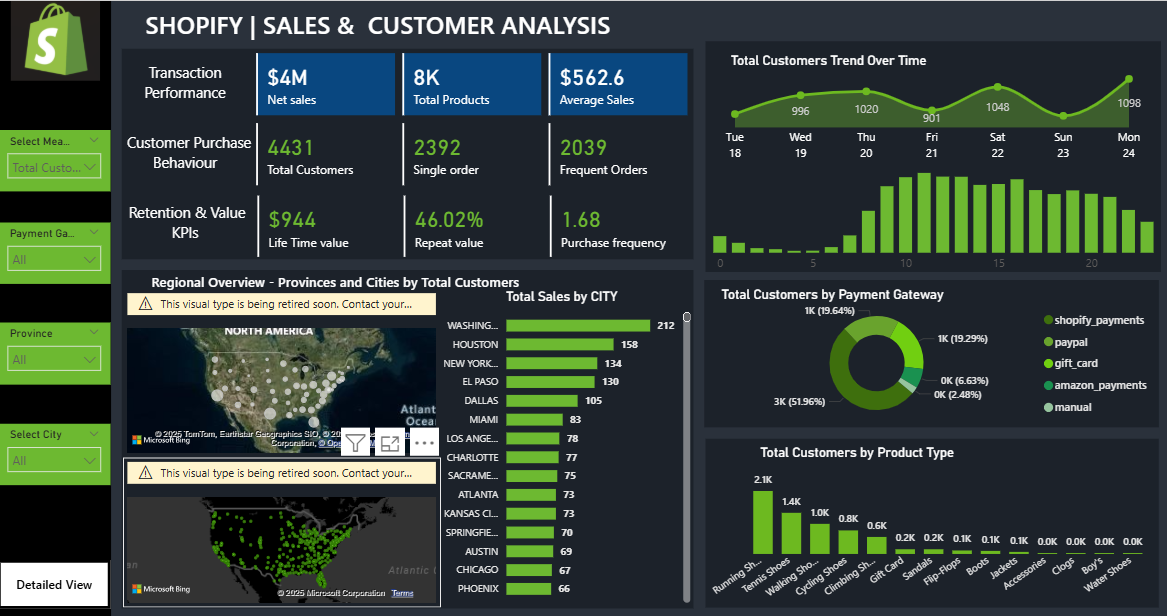 SHOPIFY | SALES & CUSTOMER ANALYSIS
Select Mea...
Total Custo...
Payment Ga...
All
Province
All
Select City
All
Detailed View
Transaction
Performance
$4M
Net sales
8K
Total Products
$562.6
Average Sales
Customer Purchase
Behaviour
4431
Total Customers
2392
Single order
2039
Frequent Orders
Retention & Value
KPIs
$944
Life Time value
46.02%
Repeat value
1.68
Purchase frequency
Total Customers Trend Over Time
996
1020
901
1048
1098
Tue Wed Thu Fri Sat Sun Mon
18 19 20 21 22 23 24
0 5 10 15 20
Regional Overview - Provinces and Cities by Total Customers
This visual type is being retired soon. Contact your...
NORTH AMERICA
Atlant
Ocea
Microsoft Bing
© 2025 TomTom, Earthstar Geographics SIO, ©
Corporation,
This visual type is being retired soon. Contact your...
Atlantic
Microsoft Bing
© 2025 Microsoft Corporation Terms
Total Sales by CITY
WASHING... 212
HOUSTON 158
NEW YORK... 134
EL PASO 130
DALLAS 105
MIAMI 83
LOS ANGE... 78
CHARLOTTE 77
SACRAME... 75
ATLANTA 73
KANSAS CI... 73
SPRINGFIE... 70
AUSTIN 69
CHICAGO 67
PHOENIX 66
Total Customers by Payment Gateway
1K (19.64%)
1K (19.29%)
0K (6.63%)
0K (2.48%)
3K (51.96%)
shopify_payments
paypal
gift_card
amazon_payments
manual
Total Customers by Product Type
2.1K
1.4K
1.0K
0.8K
0.6K
0.2K
0.2K
0.1K
0.1K
0.1K
0.0K
0.0K
0.0K
0.0K
Running Sh...
Tennis Shoes
Walking Sho...
Cycling Shoes
Climbing Sh...
Gift Card
Sandals
Flip-Flops
Boots
Jackets
Accessories
Clogs
Boy's
Water Shoes